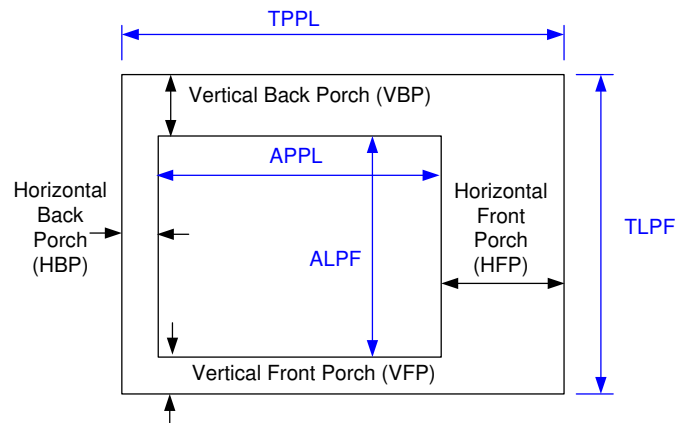 TPPL
Vertical Back Porch (VBP)
APPL
Horizontal
Back
Porch
(HBP)
Horizontal
Front
Porch
(HFP)
TLPF
ALPF
Vertical Front Porch (VFP)